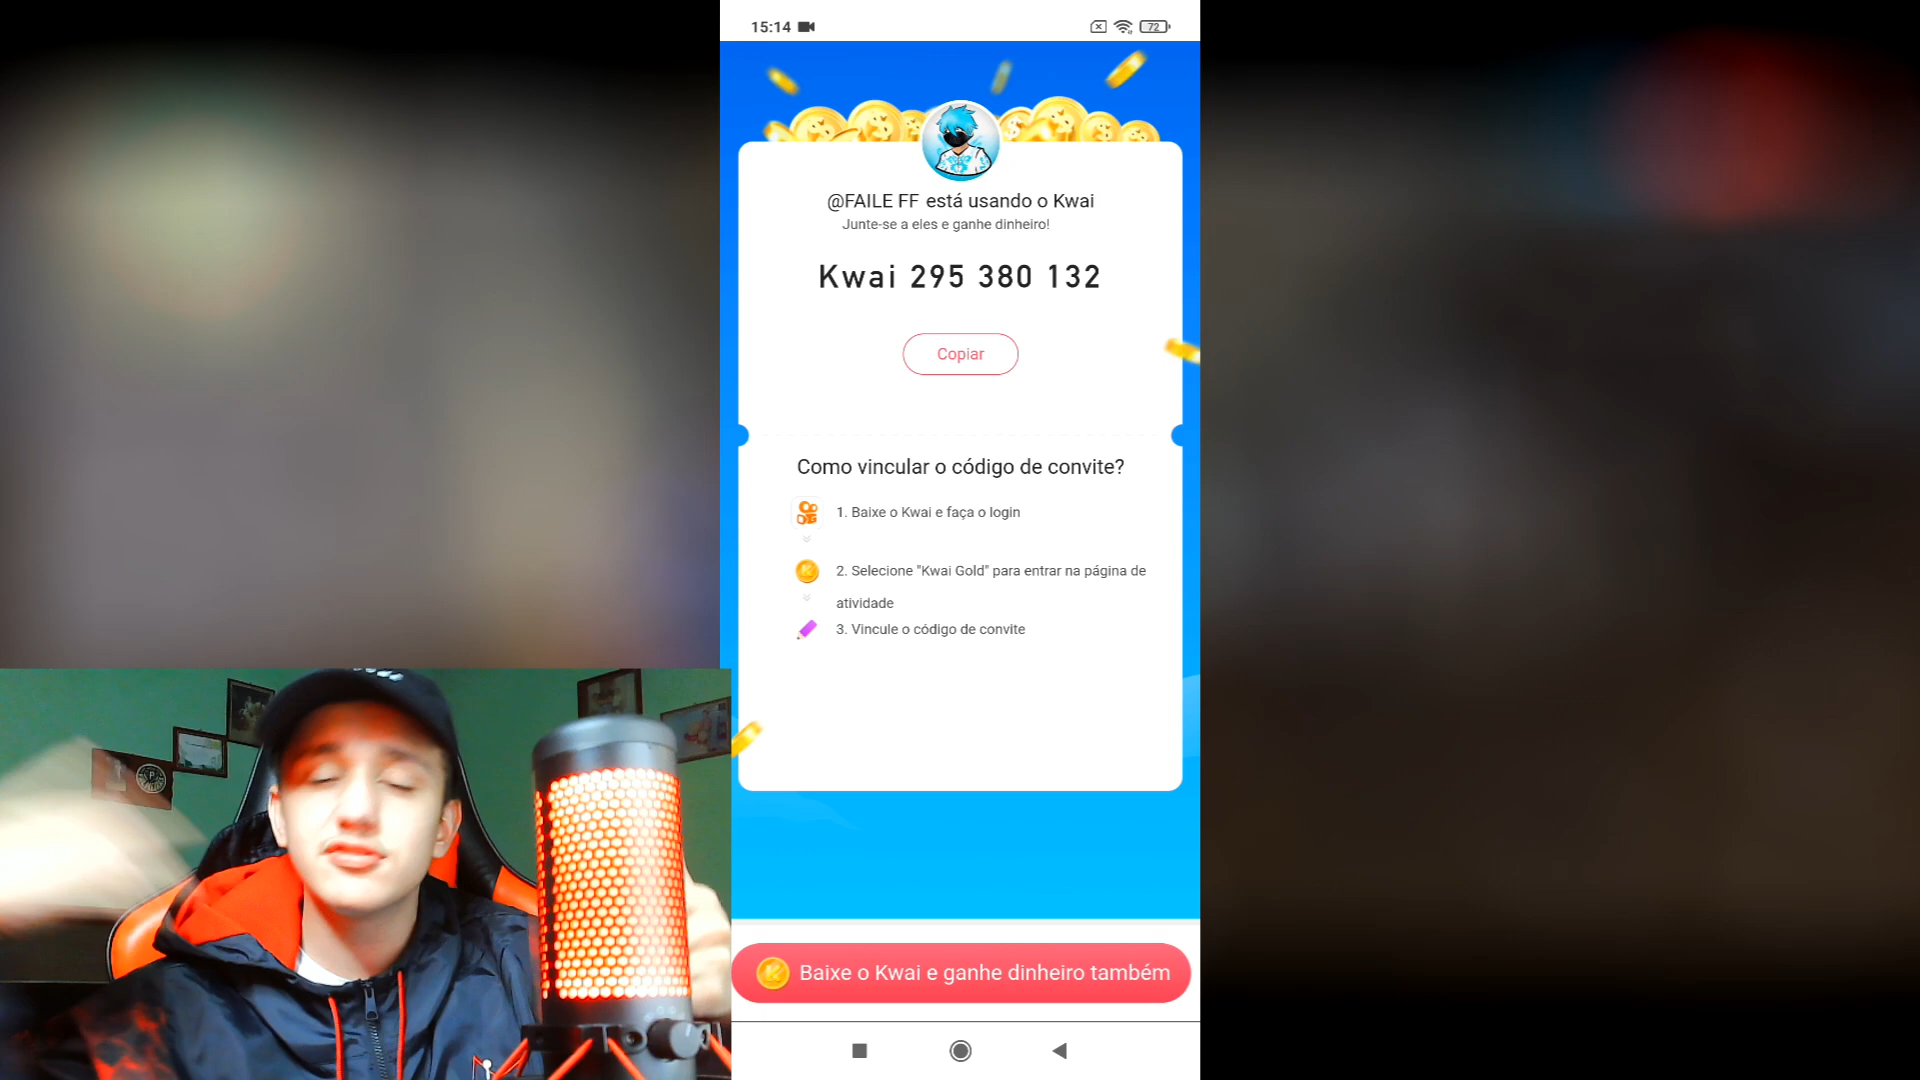 15:14
72
@FAILE FF está usando o Kwai
Junte-se a eles e ganhe dinheiro!
Kwai 295 380 132
Copiar
Como vincular o código de convite?
1. Baixe o Kwai e faça o login
2. Selecione "Kwai Gold" para entrar na página de
atividade
3. Vincule o código de convite
Baixe o Kwai e ganhe dinheiro também